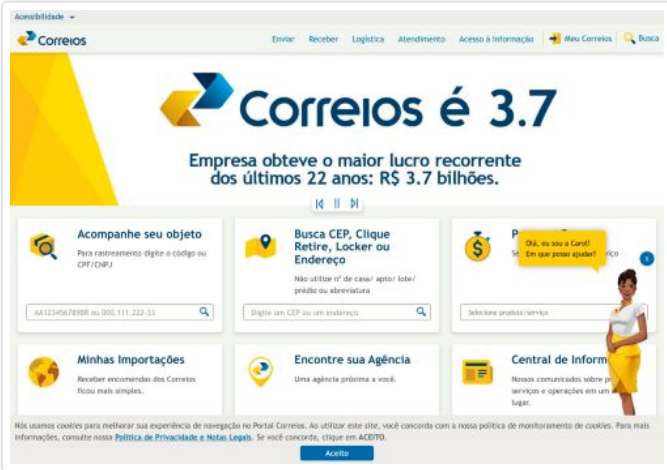 Acessibilidade
Correios
Enviar Receber Logística Atendimento Acesso à Informação Meu Correios Busca
Correios é 3.7
Empresa obteve o maior lucro recorrente
dos últimos 22 anos: R$ 3.7 bilhões.
Acompanhe seu objeto
Para rastreamento digite o código ou
CPF/CNPJ
AA123456789BR ou 000.111.222-33
Busca CEP, Clique
Retire, Locker ou
Endereço
Não utilize nº de casa/ apto/ lote/
prédio ou abreviatura
Digite um CEP ou um endereço
Olá, eu sou a Carol!
Em que posso ajudar?
x
Selecione produto/serviço
Minhas Importações
Receber encomendas dos Correios
ficou mais simples.
Encontre sua Agência
Uma agência próxima a você.
Central de Inform
Nossos comunicados sobre
serviços e operações em um
lugar.
Nós usamos cookies para melhorar sua experiência de navegação no Portal Correios. Ao utilizar este site, você concorda com a nossa política de monitoramento de cookies. Para mais
informações, consulte nossa Política de Privacidade e Notas Legais. Se você concorda, clique em ACEITO.
Aceito